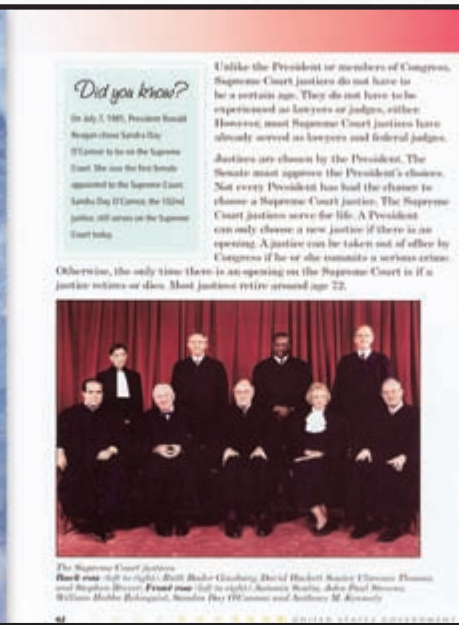 Did you know?
On July 7, 1981, President Ronald
Reagan chose Sandra Day
O'Connor to be on the Supreme
Court. She was the first female
appointed to the Supreme Court.
Sandra Day O'Connor, the 102nd
justice, still serves on the Supreme
Court today.
Unlike the President or members of Congress,
Supreme Court justices do not have to
be a certain age. They do not have to be
experienced as lawyers or judges, either.
However, most Supreme Court justices have
already served as lawyers and federal judges.
Justices are chosen by the President. The
Senate must approve the President's choices.
Not every President has had the chance to
choose a Supreme Court justice. The Supreme
Court justices serve for life. A President
can only choose a new justice if there is an
opening. A justice can be taken out of office by
Congress if he or she commits a serious crime.
Otherwise, the only time there is an opening on the Supreme Court is if a
justice retires or dies. Most justices retire around age 72.
The Supreme Court justices
Back row (left to right): Ruth Bader Ginsburg, David Hackett Souter, Clarence Thomas,
and Stephen Breyer. Front row (left to right): Antonin Scalia, John Paul Stevens,
William Hubbs Rehnquist, Sandra Day O'Connor and Anthony M. Kennedy
42
UNITED STATES GOVERNMENT